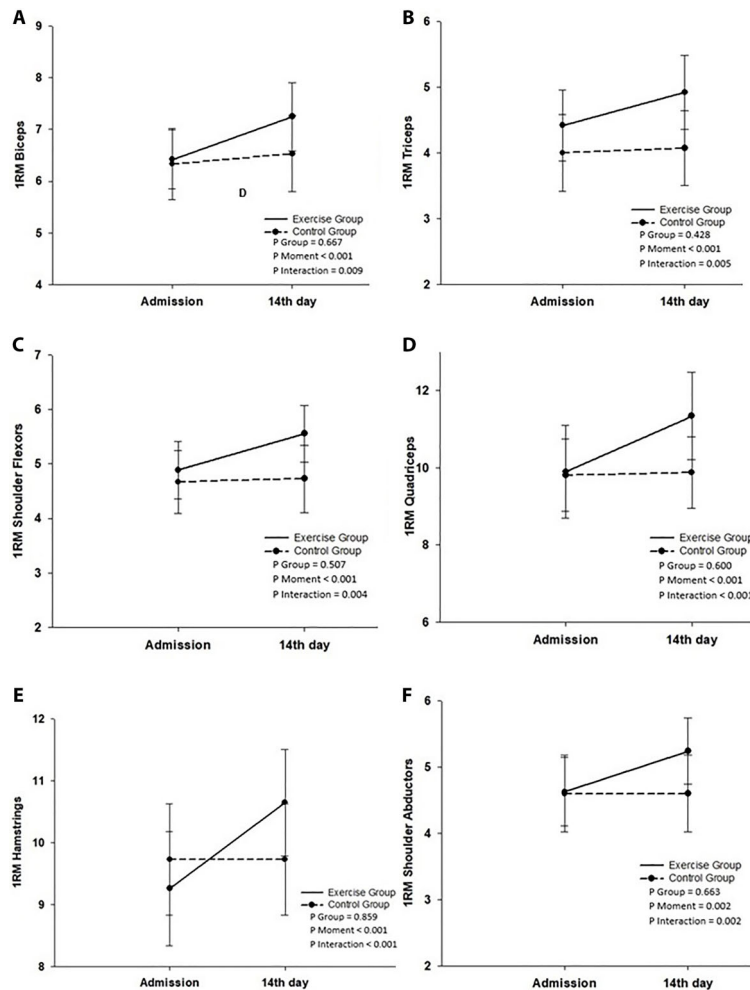 A
9
8
7
6
5
4
1RM Biceps
D
Exercise Group
Control Group
P Group = 0.667
P Moment < 0.001
P Interaction = 0.009
Admission
14th day
B
6
5
4
3
2
1RM Triceps
Exercise Group
Control Group
P Group = 0.428
P Moment < 0.001
P Interaction = 0.005
Admission
14th day
C
7
6
5
4
3
2
1RM Shoulder Flexors
Exercise Group
Control Group
P Group = 0.507
P Moment < 0.001
P Interaction = 0.004
Admission
14th day
D
12
10
8
6
1RM Quadriceps
Exercise Group
Control Group
P Group = 0.600
P Moment < 0.001
P Interaction < 0.001
Admission
14th day
E
12
11
10
9
8
1RM Hamstrings
Exercise Group
Control Group
P Group = 0.859
P Moment < 0.001
P Interaction < 0.001
Admission
14th day
F
6
5
4
3
2
1RM Shoulder Abductors
Exercise Group
Control Group
P Group = 0.663
P Moment = 0.002
P Interaction = 0.002
Admission
14th day